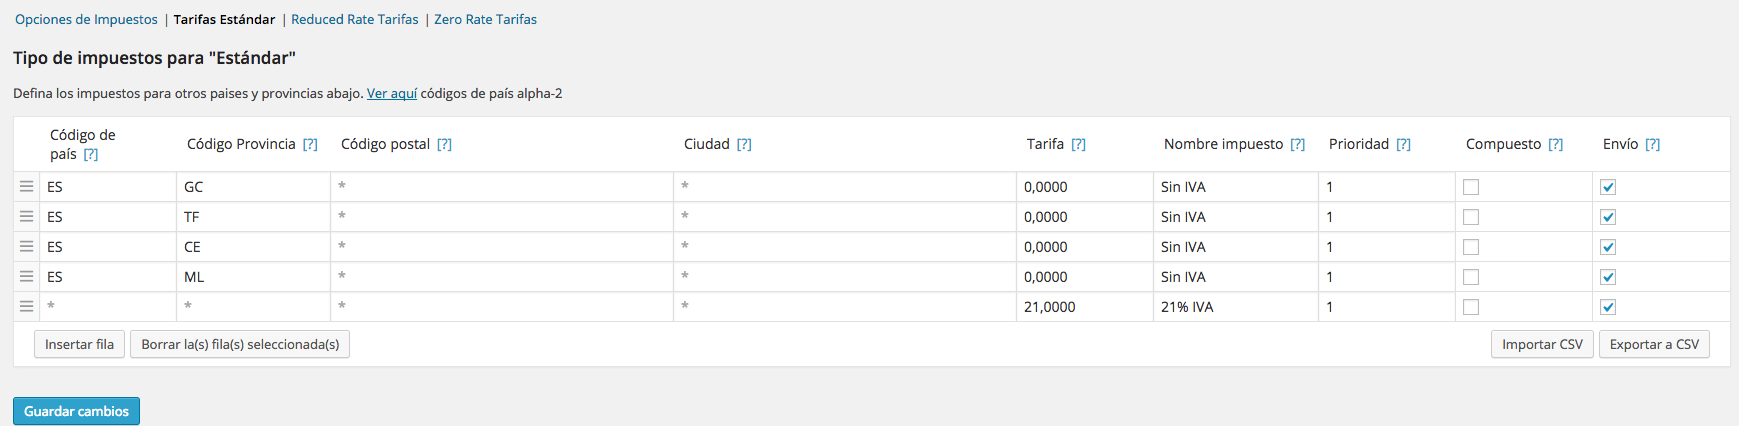 Opciones de Impuestos | Tarifas Estándar | Reduced Rate Tarifas | Zero Rate Tarifas
Tipo de impuestos para "Estándar"
Defina los impuestos para otros paises y provincias abajo. Ver aquí códigos de país alpha-2
Código de país [?] Código Provincia [?] Código postal [?] Ciudad [?] Tarifa [?] Nombre impuesto [?] Prioridad [?] Compuesto [?] Envío [?]
ES GC * * 0,0000 Sin IVA 1
ES TF * * 0,0000 Sin IVA 1
ES CE * * 0,0000 Sin IVA 1
ES ML * * 0,0000 Sin IVA 1
* * * * 21,0000 21% IVA 1
Insertar fila Borrar la(s) fila(s) seleccionada(s) Importar CSV Exportar a CSV
Guardar cambios